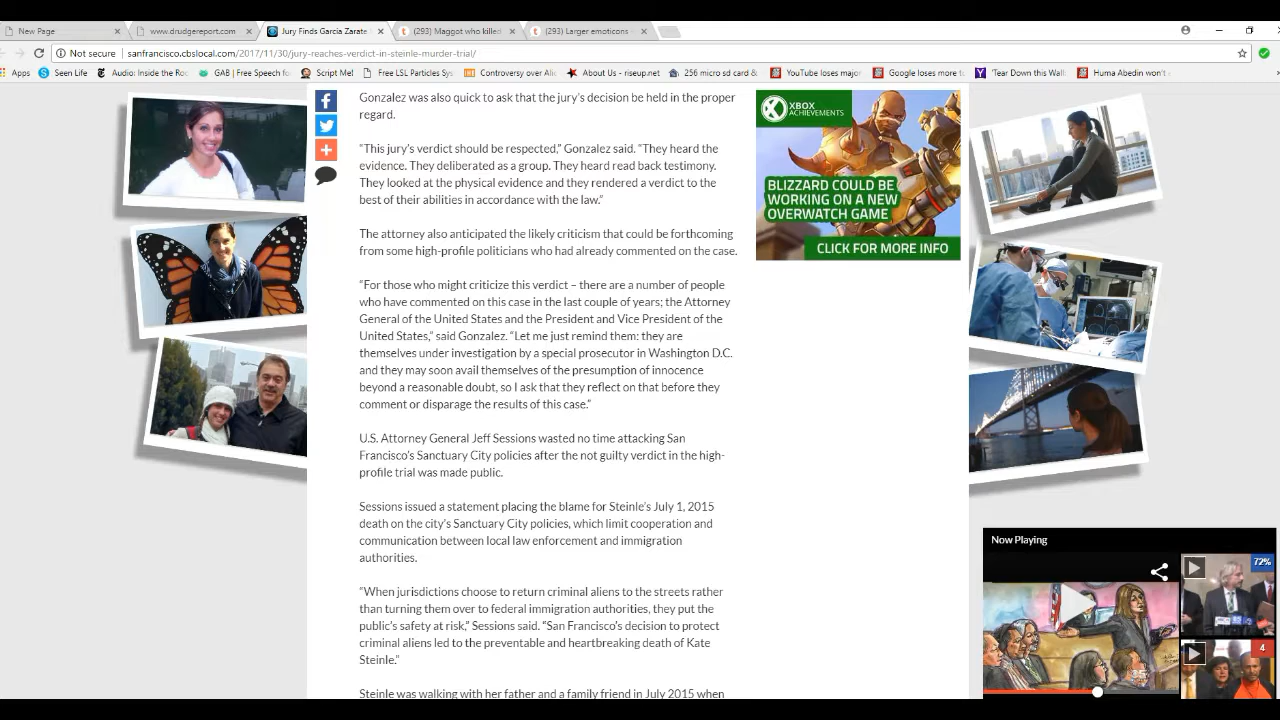 New Page
www.drudgereport.com
Jury Finds Garcia Zarate
(293) Maggot who killed
(293) Larger emoticons
Not secure
sanfrancisco.cbslocal.com/2017/11/30/jury-reaches-verdict-in-steinle-murder-trial/
Apps
Seen Life
Audio: Inside the Ro
GAB | Free Speech fo
Script Me!
Free LSL Particles Sys
Controversy over Ali
About Us - riseup.net
256 micro sd card &
YouTube loses major
Google loses more t
'Tear Down this Wall
Huma Abedin won't
Gonzalez was also quick to ask that the jury's decision be held in the proper
regard.
"This jury's verdict should be respected," Gonzalez said. "They heard the
evidence. They deliberated as a group. They heard read back testimony.
They looked at the physical evidence and they rendered a verdict to the
best of their abilities in accordance with the law."
The attorney also anticipated the likely criticism that could be forthcoming
from some high-profile politicians who had already commented on the case.
"For those who might criticize this verdict – there are a number of people
who have commented on this case in the last couple of years; the Attorney
General of the United States and the President and Vice President of the
United States," said Gonzalez. "Let me just remind them: they are
themselves under investigation by a special prosecutor in Washington D.C.
and they may soon avail themselves of the presumption of innocence
beyond a reasonable doubt, so I ask that they reflect on that before they
comment or disparage the results of this case."
U.S. Attorney General Jeff Sessions wasted no time attacking San
Francisco's Sanctuary City policies after the not guilty verdict in the high-
profile trial was made public.
Sessions issued a statement placing the blame for Steinle's July 1, 2015
death on the city's Sanctuary City policies, which limit cooperation and
communication between local law enforcement and immigration
authorities.
"When jurisdictions choose to return criminal aliens to the streets rather
than turning them over to federal immigration authorities, they put the
public's safety at risk," Sessions said. "San Francisco's decision to protect
criminal aliens led to the preventable and heartbreaking death of Kate
Steinle."
Steinle was walking with her father and a family friend in July 2015 when
XBOX
ACHIEVEMENTS
BLIZZARD COULD BE
WORKING ON A NEW
OVERWATCH GAME
CLICK FOR MORE INFO
Now Playing
72%
4